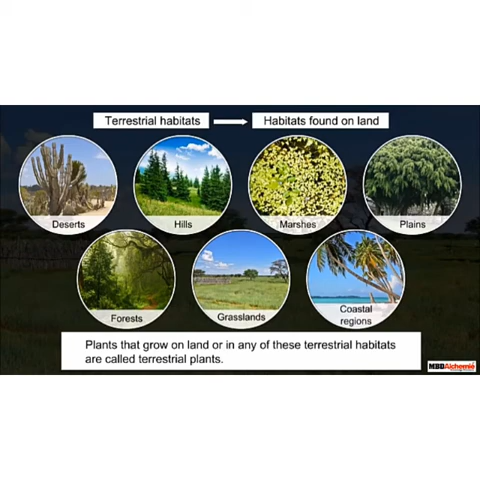 Terrestrial habitats
Habitats found on land
Deserts
Hills
Marshes
Plains
Forests
Grasslands
Coastal
regions
Plants that grow on land or in any of these terrestrial habitats
are called terrestrial plants.
MBDAlchemie